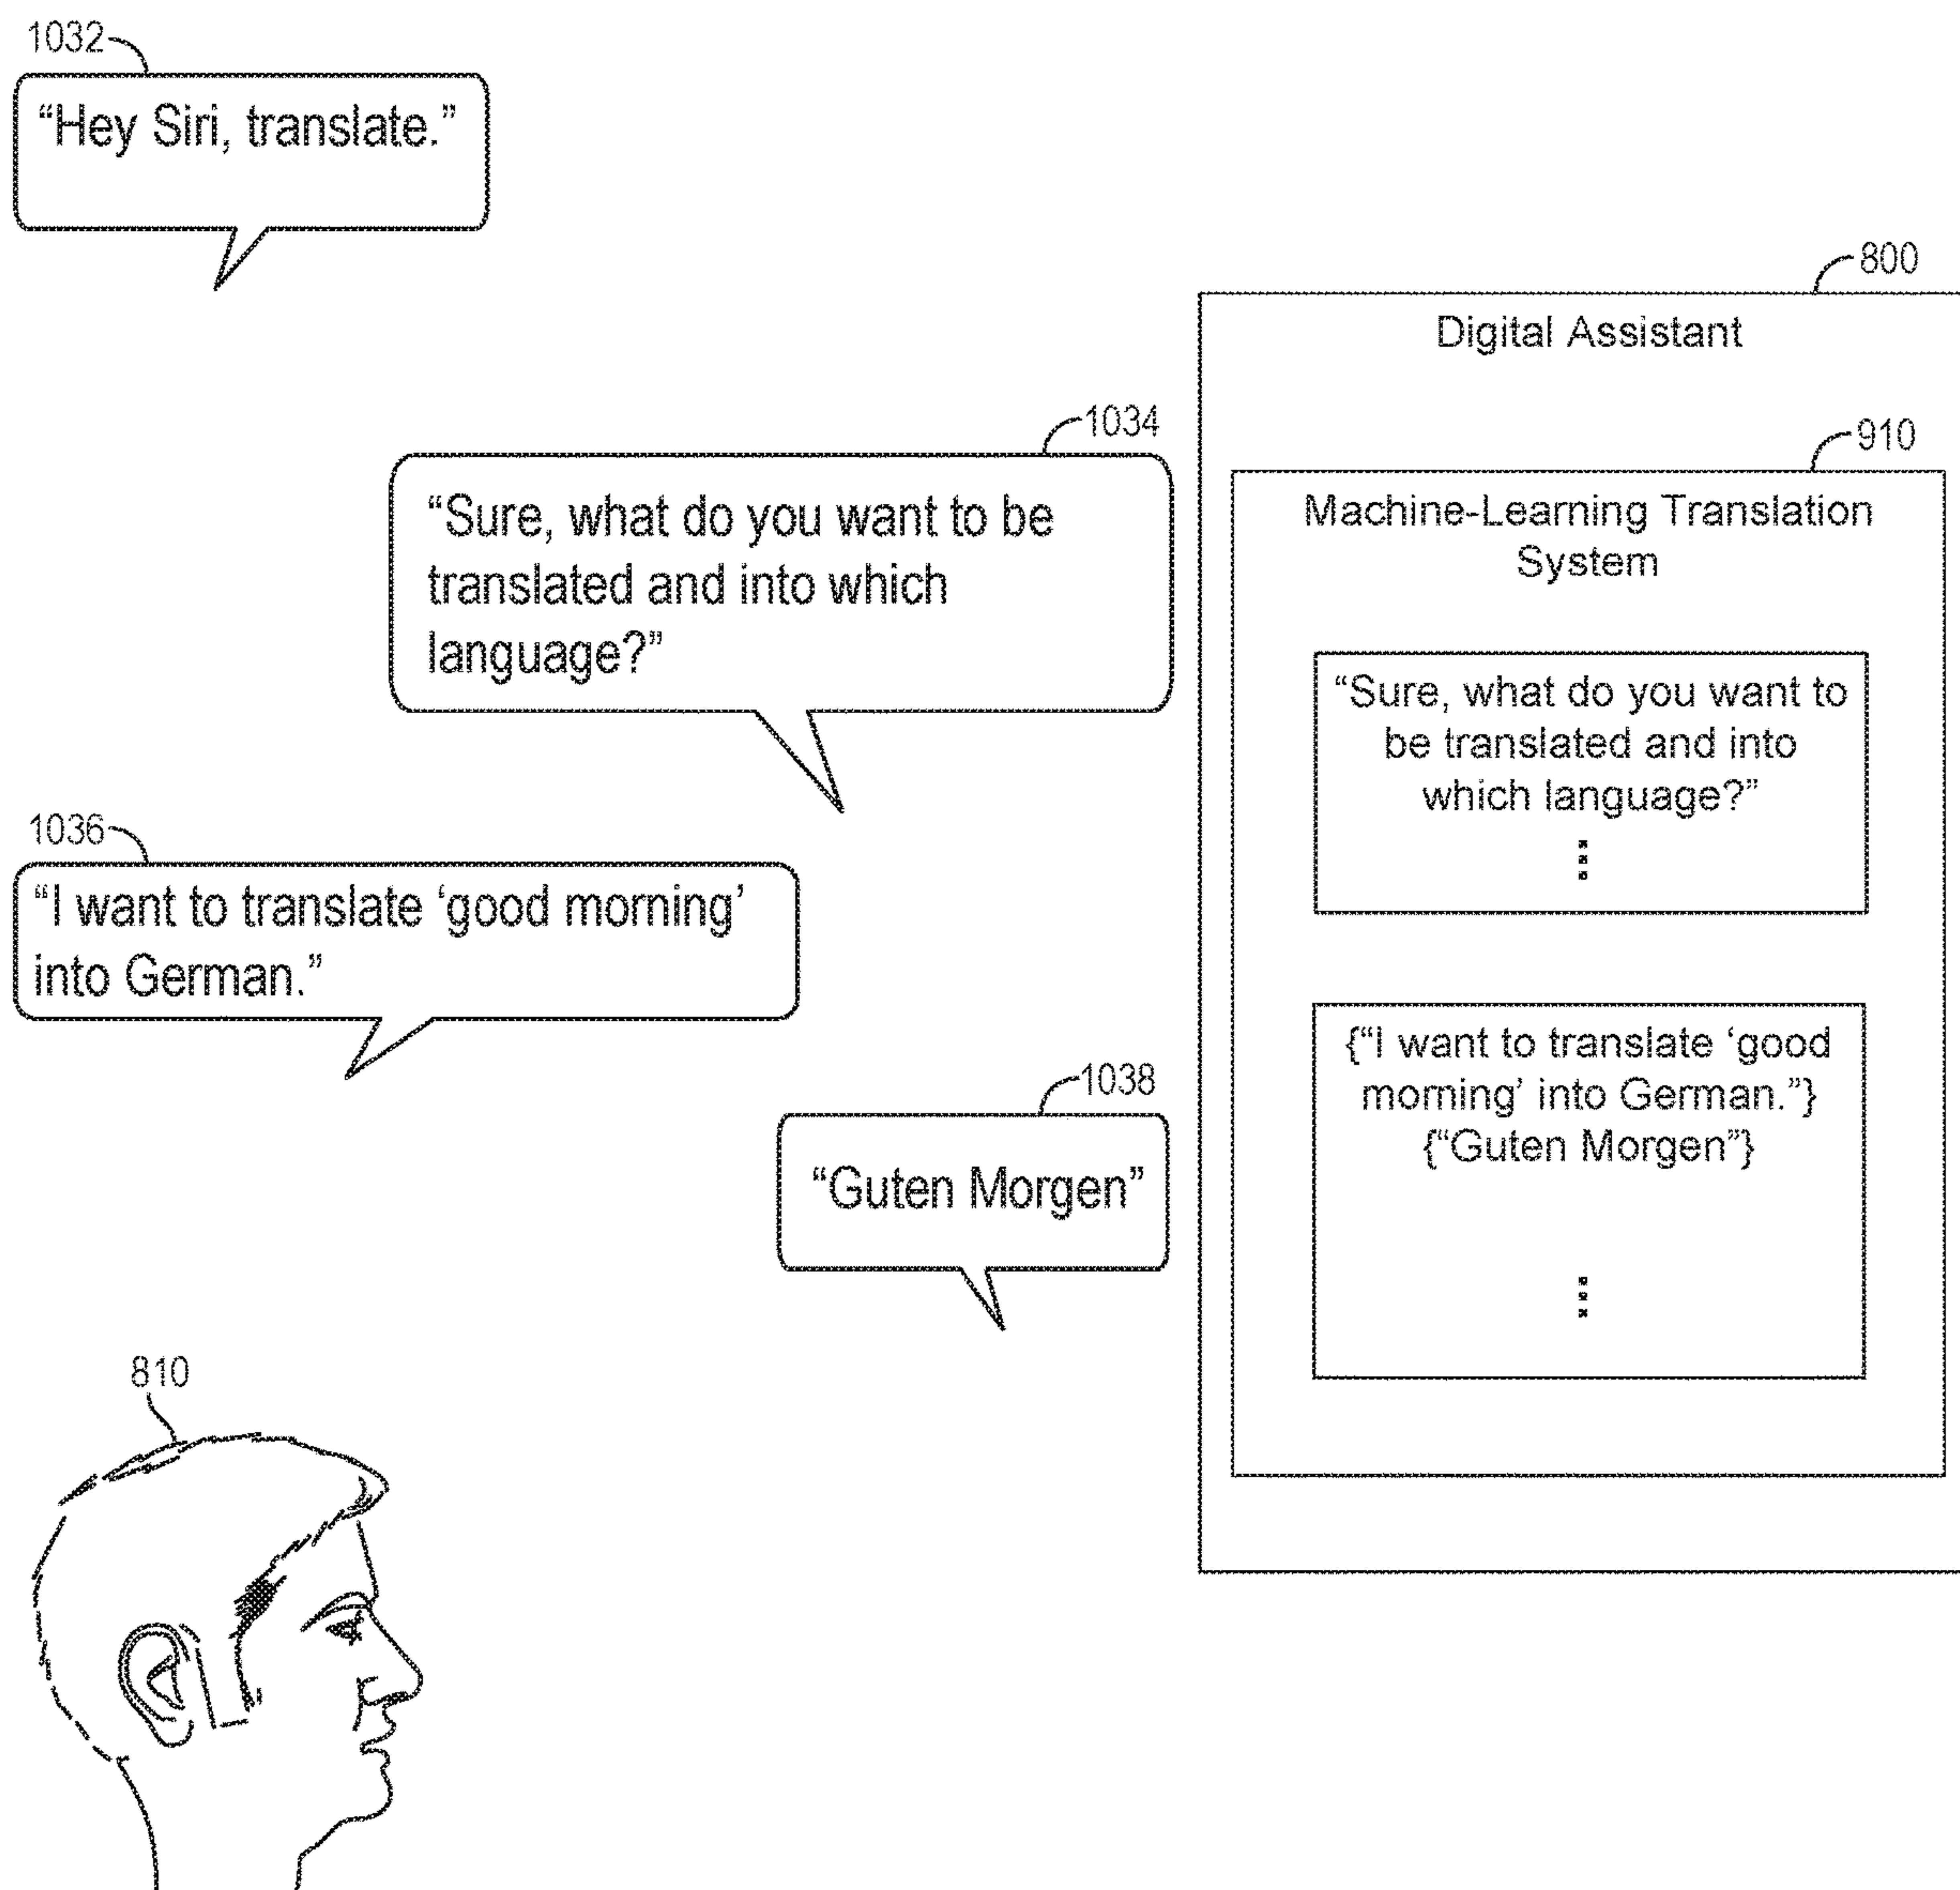 1032
“Hey Siri, translate.”
800
Digital Assistant
1034
“Sure, what do you want to be
translated and into which
language?”
910
Machine-Learning Translation
System
“Sure, what do you want to
be translated and into
which language?”
1036
“I want to translate ‘good morning’
into German.”
{“I want to translate ‘good
morning’ into German.”}
{“Guten Morgen”}
1038
“Guten Morgen”
810